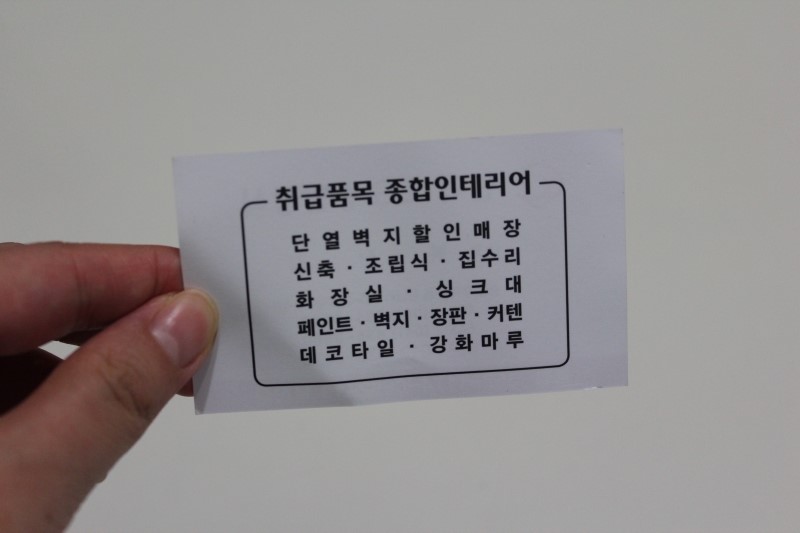 취급품목 종합인테리어
단열벽지할인매장
신축 · 조립식 · 집수리
화장실 · 싱크대
페인트 · 벽지 · 장판 · 커텐
데코타일 · 강화마루